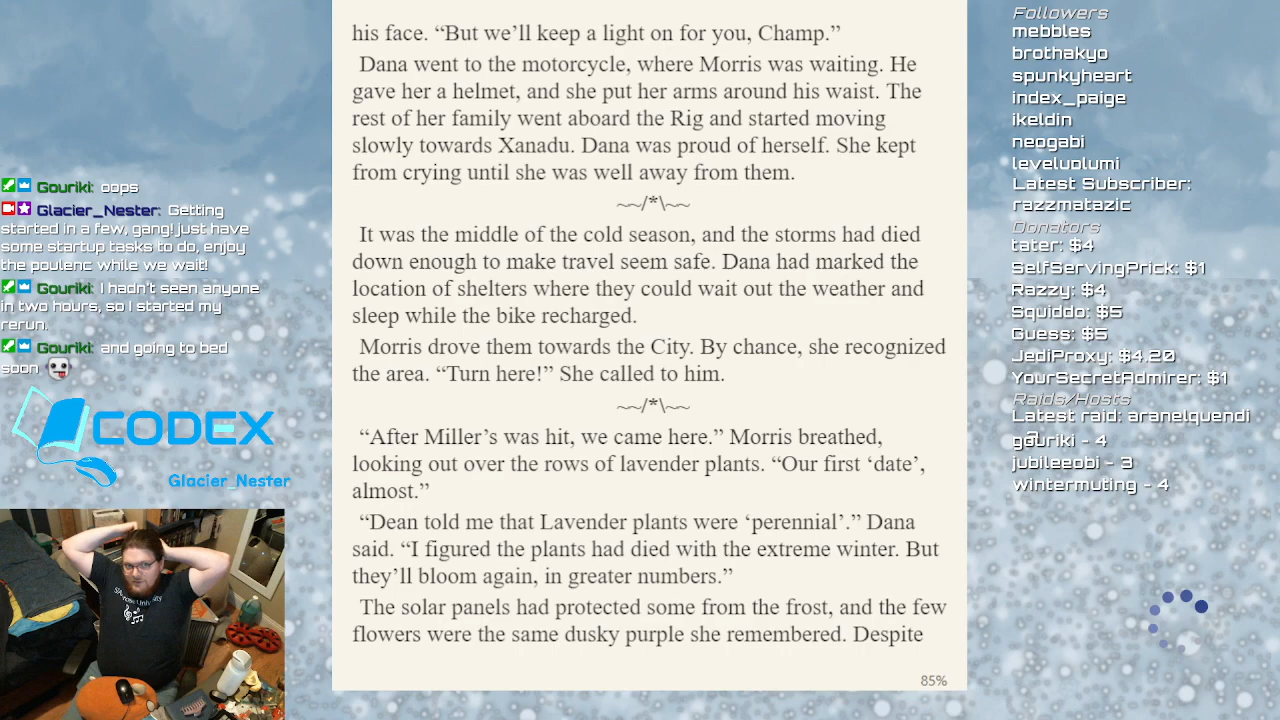 his face. “But we’ll keep a light on for you, Champ.”
Dana went to the motorcycle, where Morris was waiting. He
gave her a helmet, and she put her arms around his waist. The
rest of her family went aboard the Rig and started moving
slowly towards Xanadu. Dana was proud of herself. She kept
from crying until she was well away from them.
~~/*\~~
It was the middle of the cold season, and the storms had died
down enough to make travel seem safe. Dana had marked the
location of shelters where they could wait out the weather and
sleep while the bike recharged.
Morris drove them towards the City. By chance, she recognized
the area. “Turn here!” She called to him.
~~/*\~~
“After Miller’s was hit, we came here.” Morris breathed,
looking out over the rows of lavender plants. “Our first ‘date’,
almost.”
“Dean told me that Lavender plants were ‘perennial’.” Dana
said. “I figured the plants had died with the extreme winter. But
they’ll bloom again, in greater numbers.”
The solar panels had protected some from the frost, and the few
flowers were the same dusky purple she remembered. Despite
85%
Gouriki: oops
Glacier_Nester: Getting
started in a few, gang! just have
some startup tasks to do, enjoy
the poulenc while we wait!
Gouriki: I hadn't seen anyone
in two hours, so I started my
rerun.
Gouriki: and going to bed
soon
CODEX
Glacier_Nester
Followers
mebbles
brothakyo
spunkyheart
index_paige
ikeldin
neogabi
leveluolumi
Latest Subscriber:
razzmatazic
Donators
tater: $4
SelfServingPrick: $1
Razzy: $4
Squiddo: $5
Guess: $5
JediProxy: $4.20
YourSecretAdmirer: $1
Raids/Hosts
Latest raid: aranelquendi
gouriki - 4
jubileeobi - 3
wintermuting - 4